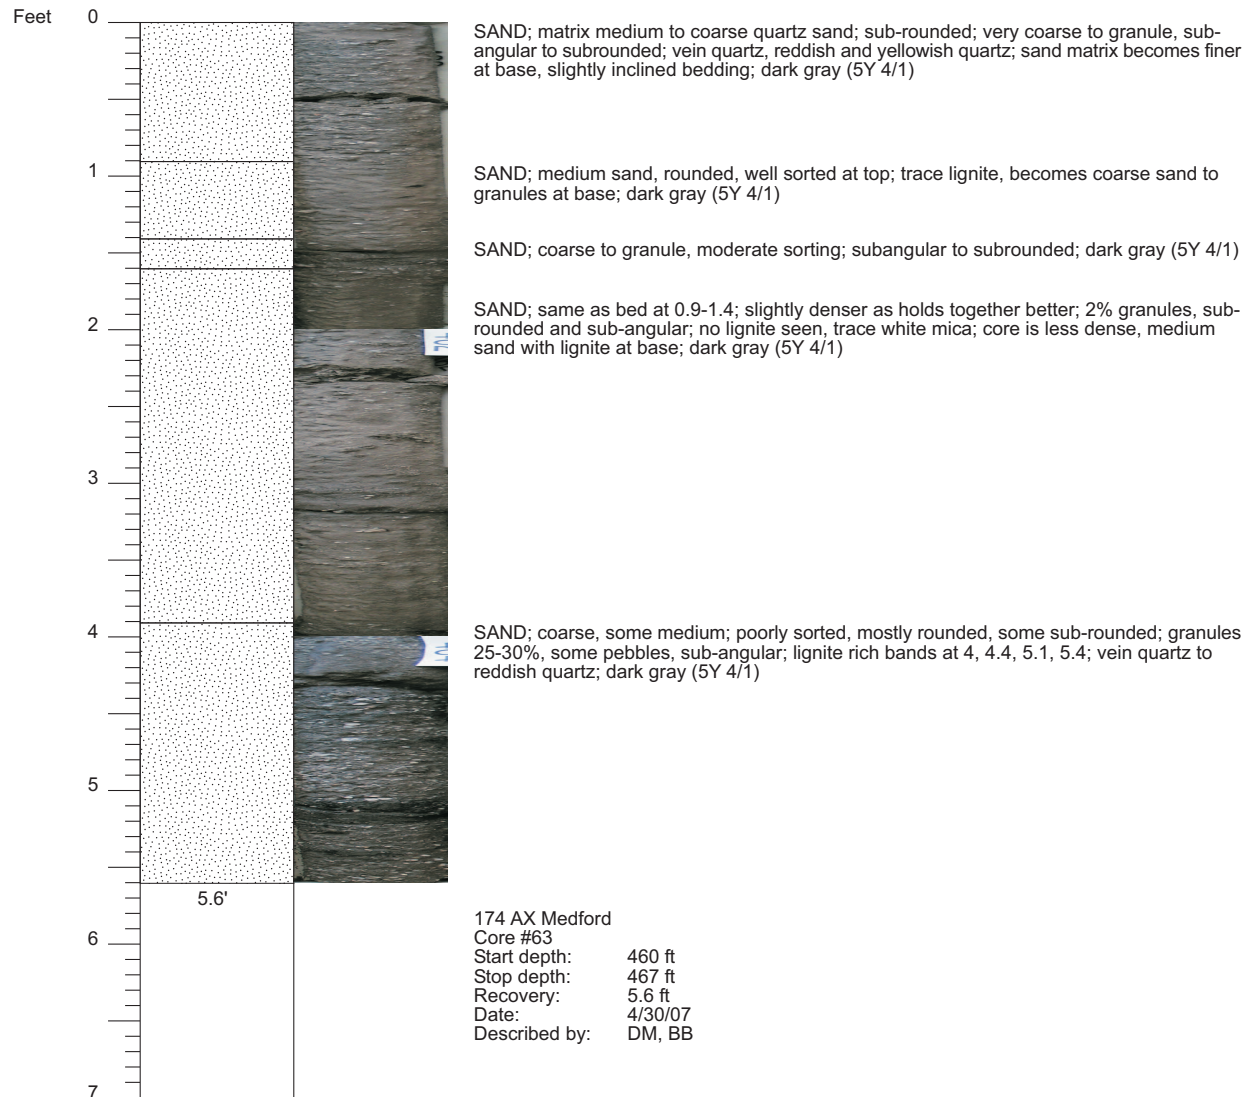 Feet
0
SAND; matrix medium to coarse quartz sand; sub-rounded; very coarse to granule, sub-
angular to subrounded; vein quartz, reddish and yellowish quartz; sand matrix becomes finer
at base, slightly inclined bedding; dark gray (5Y 4/1)
1
SAND; medium sand, rounded, well sorted at top; trace lignite, becomes coarse sand to
granules at base; dark gray (5Y 4/1)
SAND; coarse to granule, moderate sorting; subangular to subrounded; dark gray (5Y 4/1)
2
SAND; same as bed at 0.9-1.4; slightly denser as holds together better; 2% granules, sub-
rounded and sub-angular; no lignite seen, trace white mica; core is less dense, medium
sand with lignite at base; dark gray (5Y 4/1)
3
4
SAND; coarse, some medium; poorly sorted, mostly rounded, some sub-rounded; granules
25-30%, some pebbles, sub-angular; lignite rich bands at 4, 4.4, 5.1, 5.4; vein quartz to
reddish quartz; dark gray (5Y 4/1)
5
5.6'
6
7
174 AX Medford
Core #63
Start depth: 460 ft
Stop depth: 467 ft
Recovery: 5.6 ft
Date: 4/30/07
Described by: DM, BB